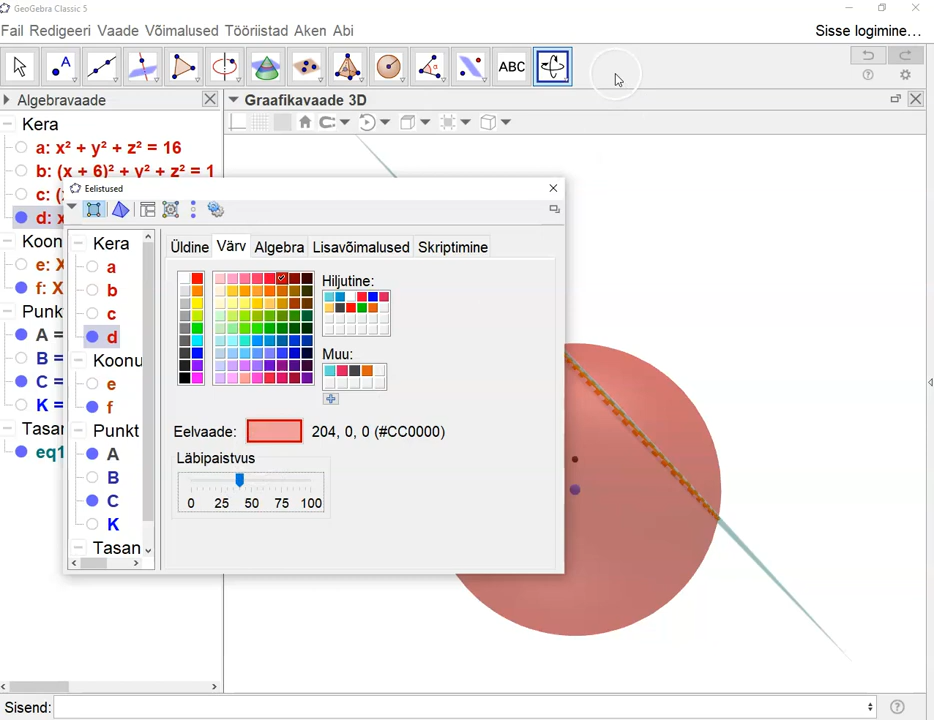 GeoGebra Classic 5
Fail Redigeeri Vaade Võimalused Tööriistad Aken Abi
Sisse logimine…
ABC
Algebravaade
Graafikavaade 3D
Kera
a: x² + y² + z² = 16
b: (x + 6)² + y² + z² = 1
c: (x
d: x
Koon
e: X
f: X
Punkt
A =
B =
C =
K =
Tasan
eq1
Eelistused
Üldine Värv Algebra Lisavõimalused Skriptimine
Kera
a
b
c
d
Koonu
e
f
Punkt
A
B
C
K
Tasan
Hiljutine:
Muu:
Eelvaade: 204, 0, 0 (#CC0000)
Läbipaistvus
0 25 50 75 100
Sisend: